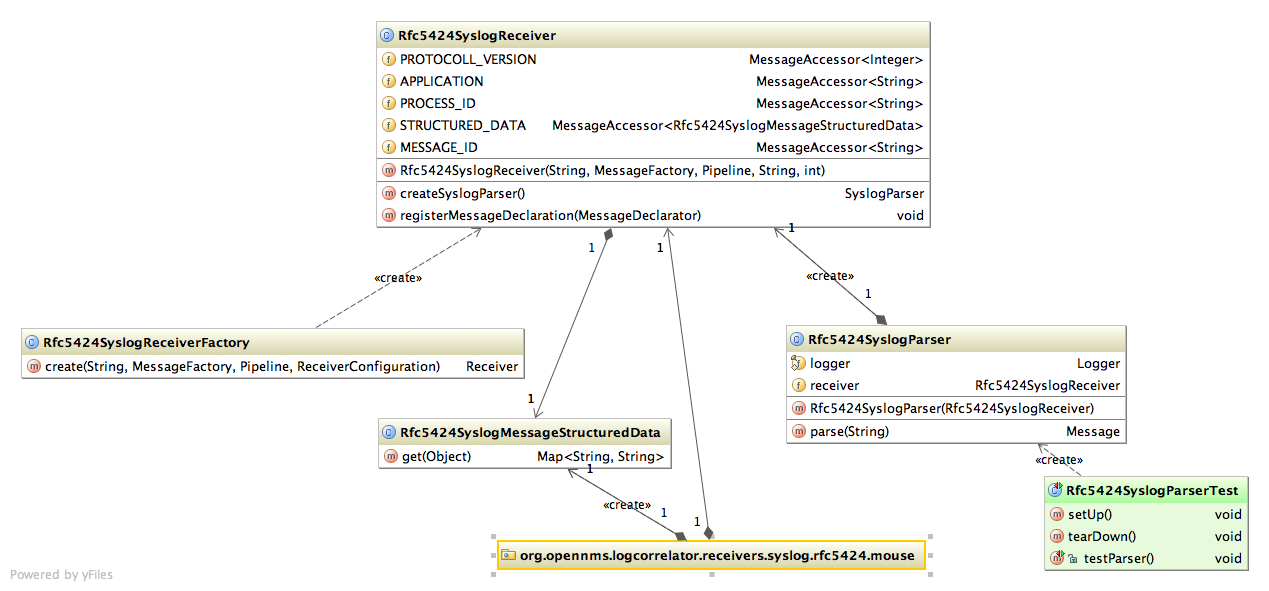 Rfc5424SyslogReceiver
PROTOCOLL_VERSION MessageAccessor<Integer>
APPLICATION MessageAccessor<String>
PROCESS_ID MessageAccessor<String>
STRUCTURED_DATA MessageAccessor<Rfc5424SyslogMessageStructuredData>
MESSAGE_ID MessageAccessor<String>
Rfc5424SyslogReceiver(String, MessageFactory, Pipeline, String, int)
createSyslogParser() SyslogParser
registerMessageDeclaration(MessageDeclarator) void
1
1
1
«create»
«create»
1
Rfc5424SyslogReceiverFactory
create(String, MessageFactory, Pipeline, ReceiverConfiguration) Receiver
Rfc5424SyslogParser
logger Logger
receiver Rfc5424SyslogReceiver
Rfc5424SyslogParser(Rfc5424SyslogReceiver)
parse(String) Message
1
Rfc5424SyslogMessageStructuredData
get(Object) Map<String, String>
1
«create»
«create»
1
1
Rfc5424SyslogParserTest
setUp() void
tearDown() void
testParser() void
org.opennms.logcorrelator.receivers.syslog.rfc5424.mouse
Powered by yFiles